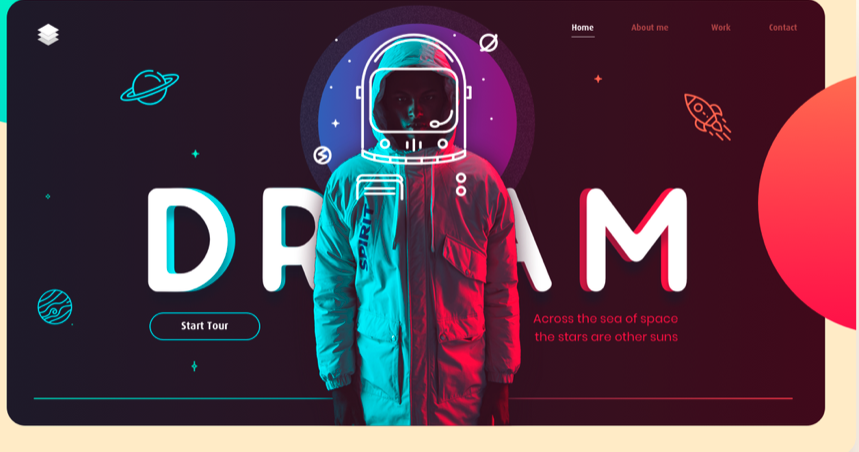 Home About me Work Contact
DR AM
SPIRIT
Start Tour
Across the sea of space
the stars are other suns